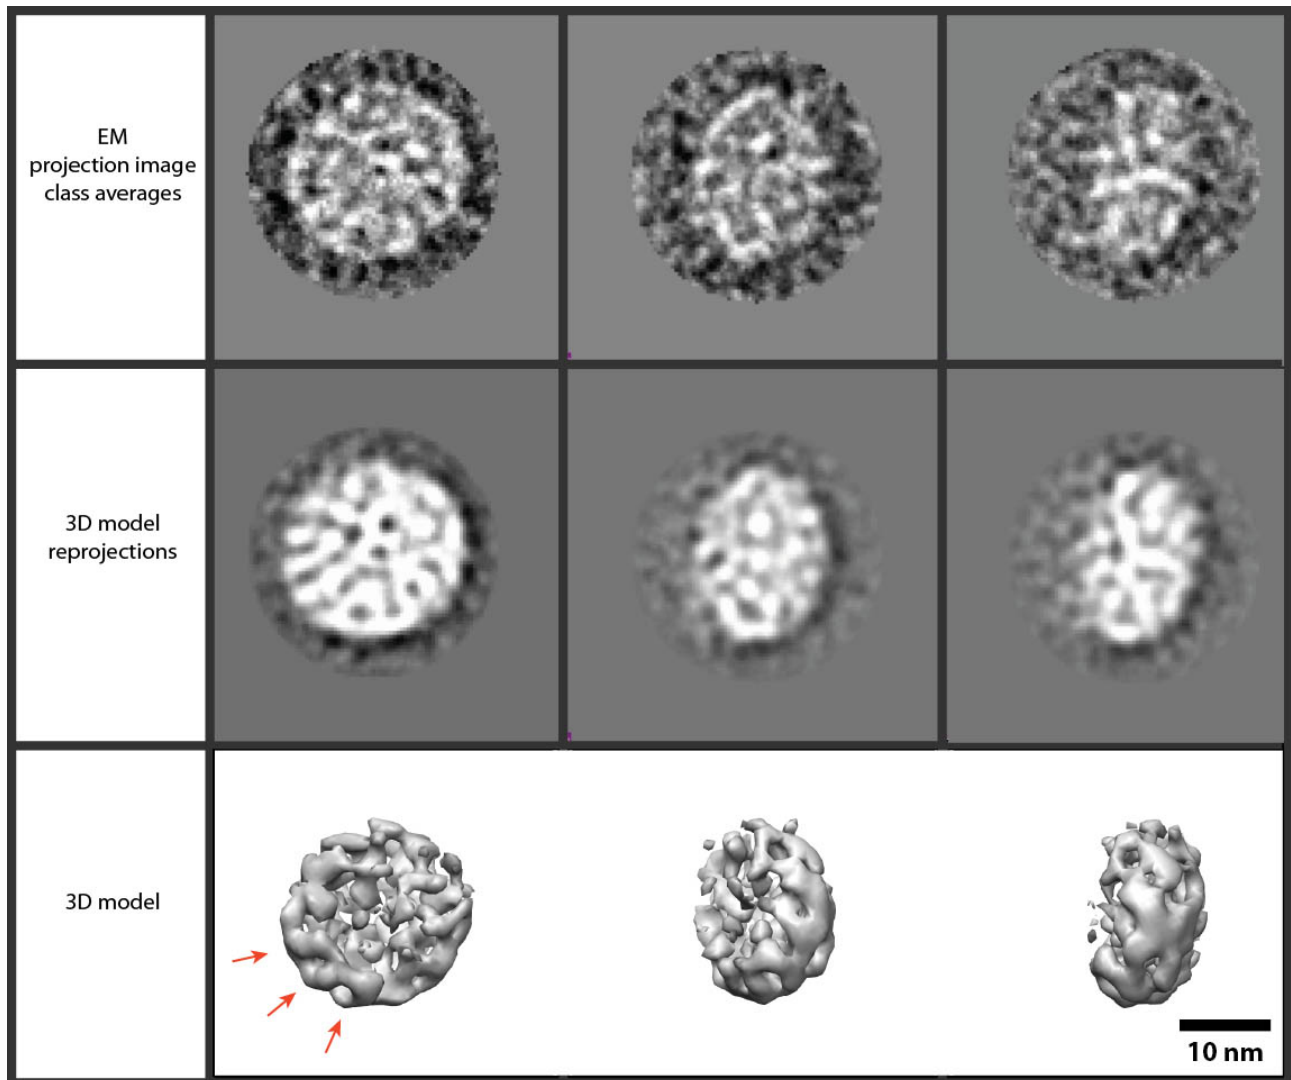 EM
projection image
class averages
3D model
reprojections
3D model
10 nm